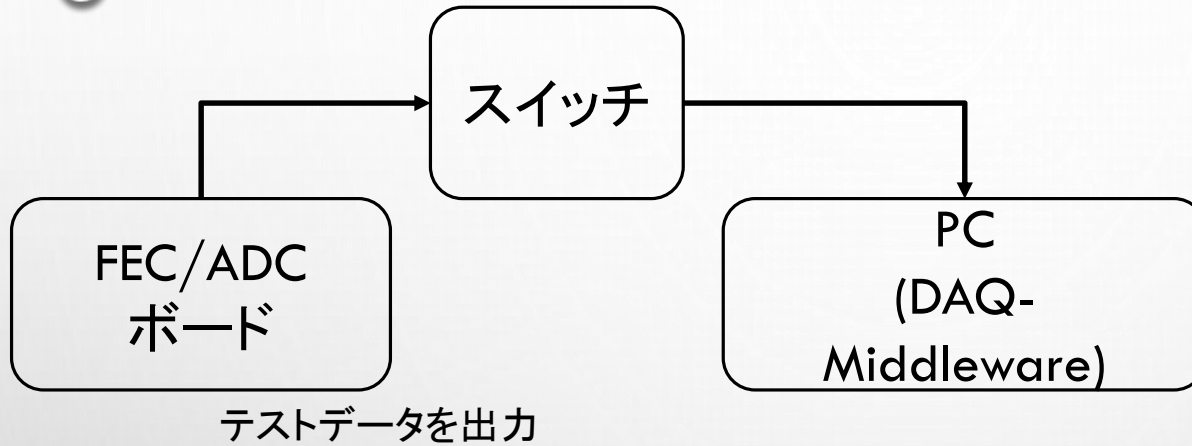 スイッチ
FEC/ADC
ボード
PC
(DAQ-
Middleware)
テストデータを出力